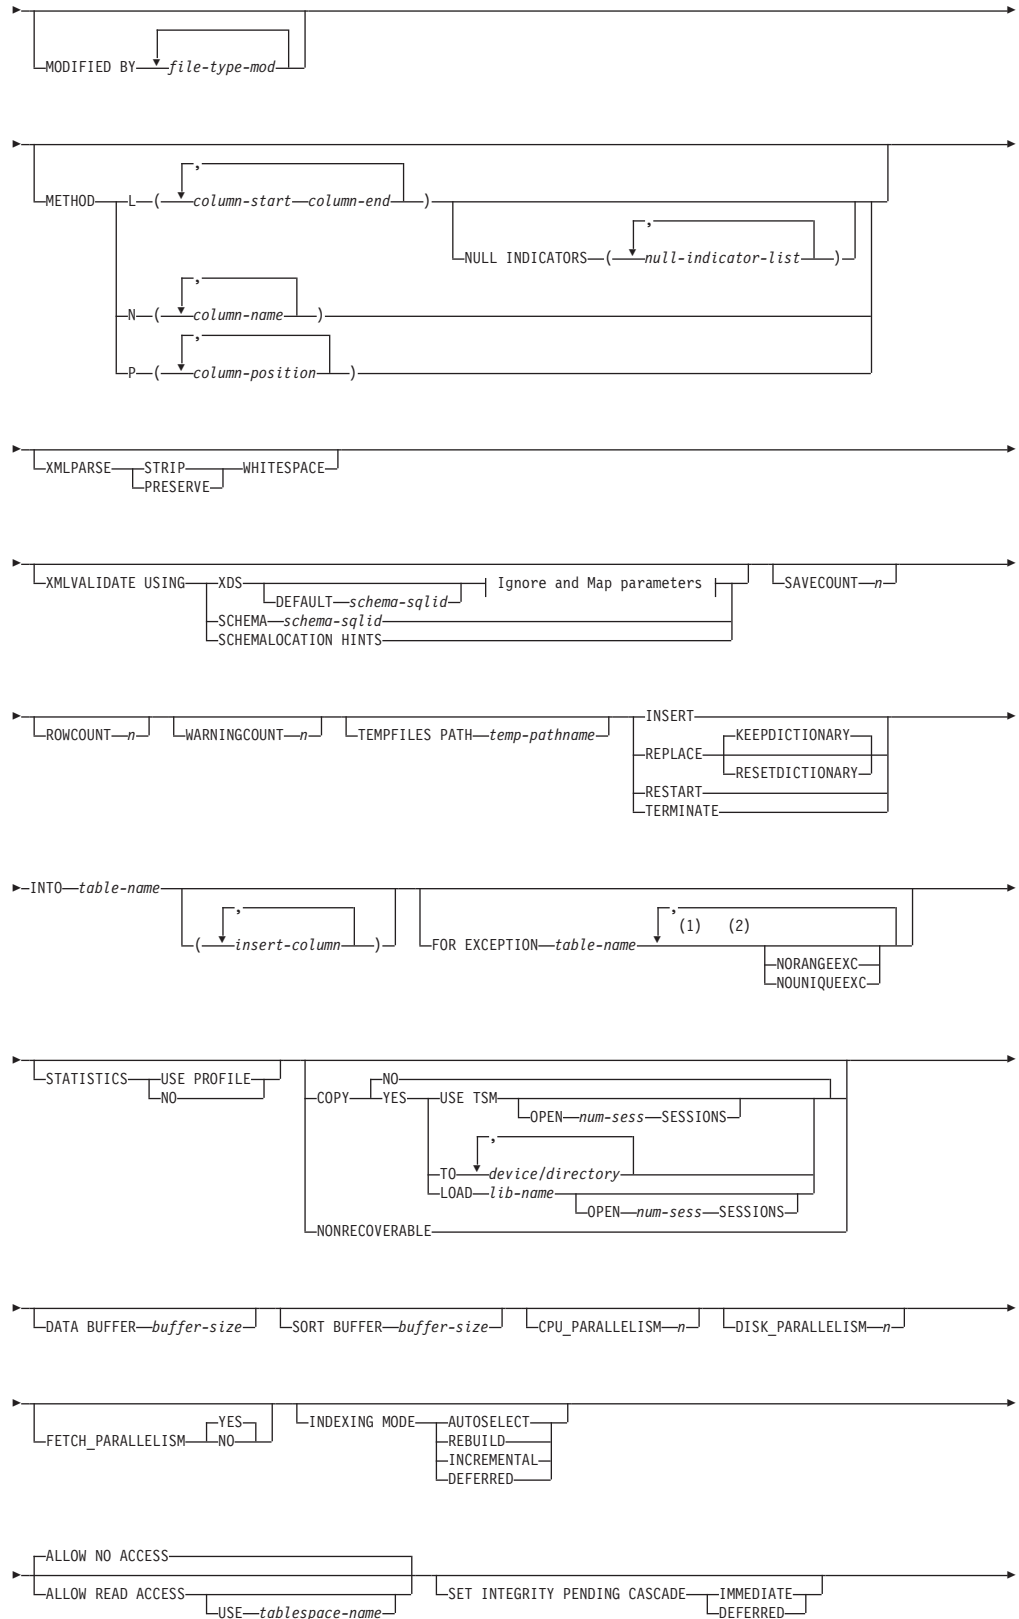 MODIFIED BY file-type-mod
,
METHOD L ( column-start column-end )
,
NULL INDICATORS ( null-indicator-list )
,
N ( column-name )
,
P ( column-position )
XMLPARSE STRIP WHITESPACE
PRESERVE
XMLVALIDATE USING XDS Ignore and Map parameters SAVECOUNT n
DEFAULT schema-sqlid
SCHEMA schema-sqlid
SCHEMALOCATION HINTS
INSERT
ROWCOUNT n WARNINGCOUNT n TEMPFILES PATH temp-pathname KEEPDICTIONARY
REPLACE
RESETDICTIONARY
RESTART
TERMINATE
INTO table-name
, ,
(1) (2)
( insert-column ) FOR EXCEPTION table-name
NORANGEEXC
NOUNIQUEEXC
STATISTICS USE PROFILE NO
NO COPY YES USE TSM
OPEN num-sess SESSIONS
,
TO device/directory
LOAD lib-name
OPEN num-sess SESSIONS
NONRECOVERABLE
DATA BUFFER buffer-size SORT BUFFER buffer-size CPU_PARALLELISM n DISK_PARALLELISM n
YES INDEXING MODE AUTOSELECT
FETCH_PARALLELISM NO REBUILD
INCREMENTAL
DEFERRED
ALLOW NO ACCESS
ALLOW READ ACCESS SET INTEGRITY PENDING CASCADE IMMEDIATE
USE tablespace-name DEFERRED